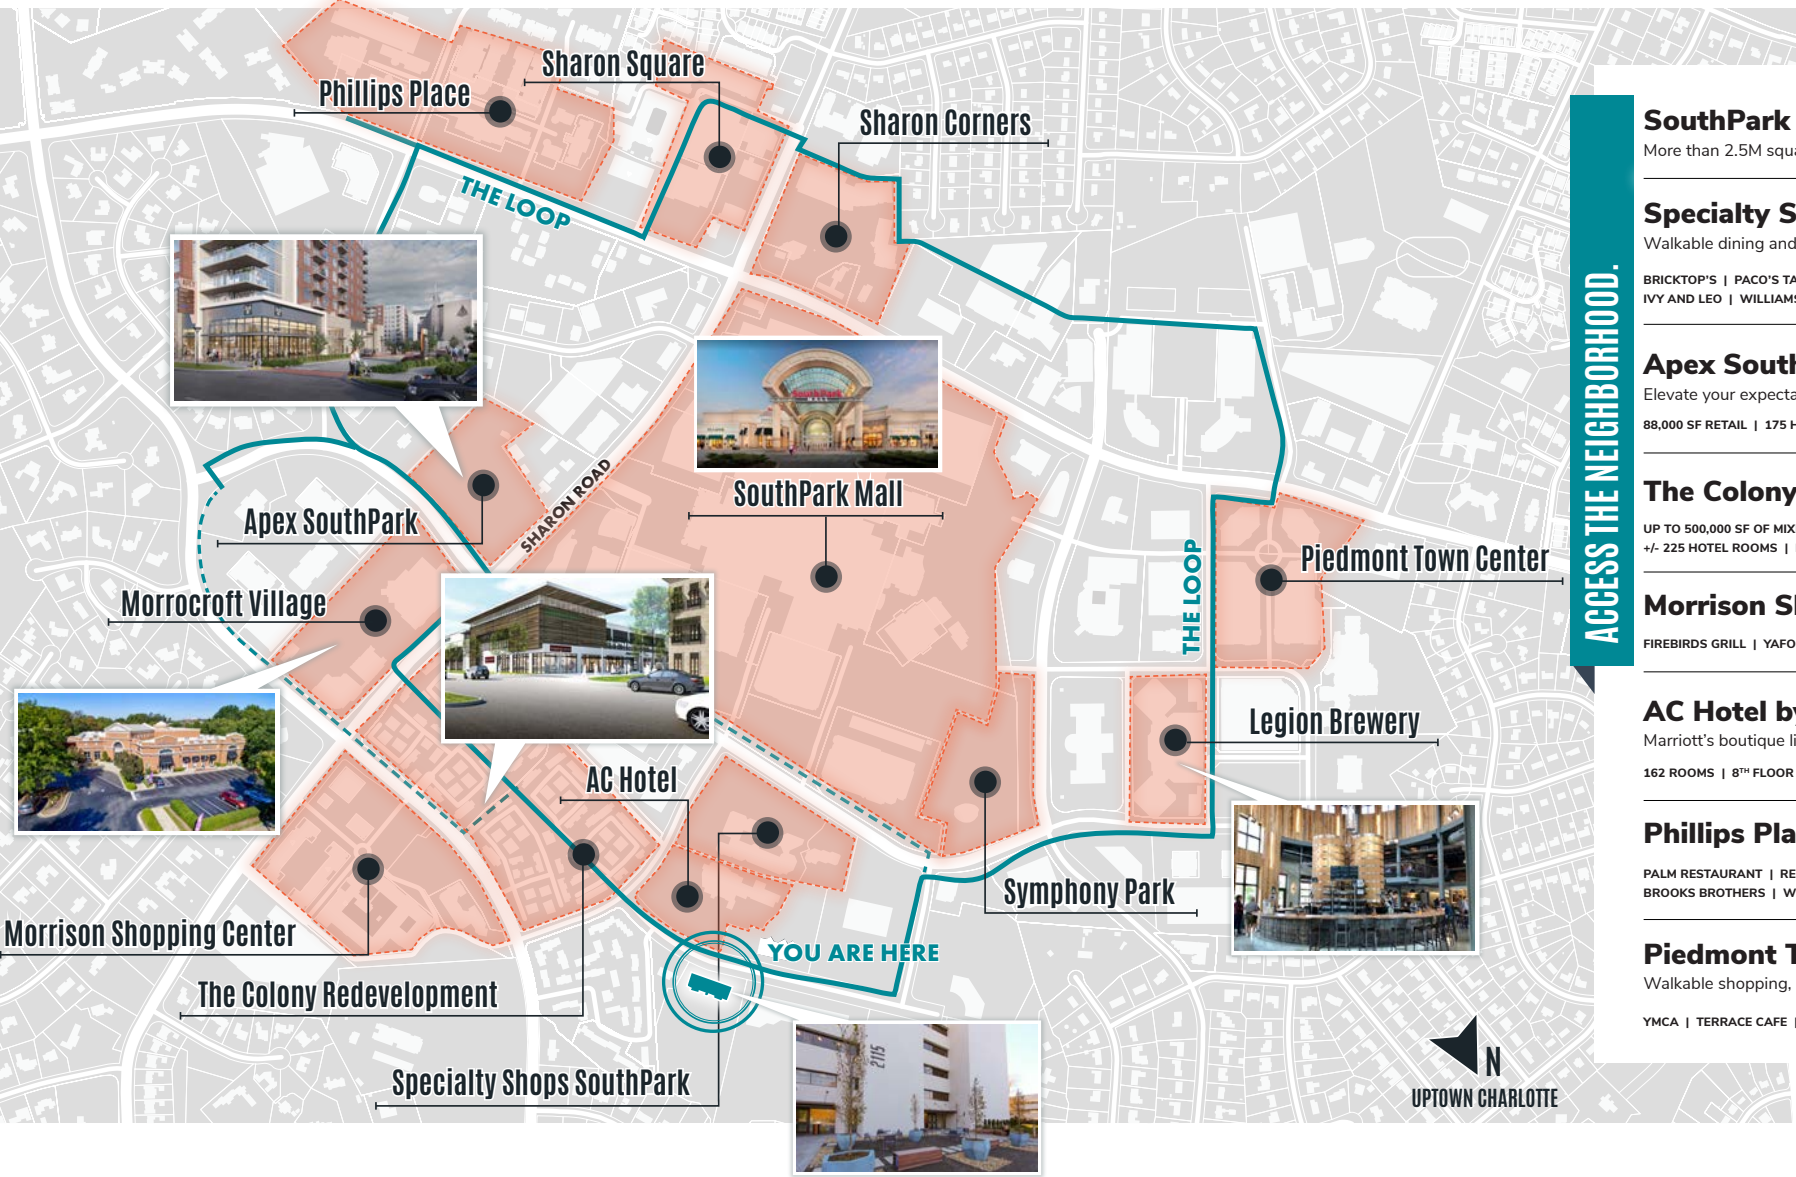 Sharon Square
Phillips Place
Sharon Corners
THE LOOP
SHARON ROAD
SouthPark
MALL
SouthPark Mall
Apex SouthPark
Morrocroft Village
THE LOOP
Piedmont Town Center
Legion Brewery
AC Hotel
Symphony Park
Morrison Shopping Center
YOU ARE HERE
The Colony Redevelopment
Specialty Shops SouthPark
2115
N
UPTOWN CHARLOTTE
ACCESS THE NEIGHBORHOOD.
SouthPark
More than 2.5M squa
Specialty S
Walkable dining and
BRICKTOP'S | PACO'S TA
IVY AND LEO | WILLIAMS
Apex South
Elevate your expecta
88,000 SF RETAIL | 175 H
The Colony
UP TO 500,000 SF OF MIX
+/- 225 HOTEL ROOMS |
Morrison Sh
FIREBIRDS GRILL | YAFO
AC Hotel by
Marriott's boutique li
162 ROOMS | 8TH FLOOR
Phillips Pla
PALM RESTAURANT | RE
BROOKS BROTHERS | W
Piedmont T
Walkable shopping,
YMCA | TERRACE CAFE |